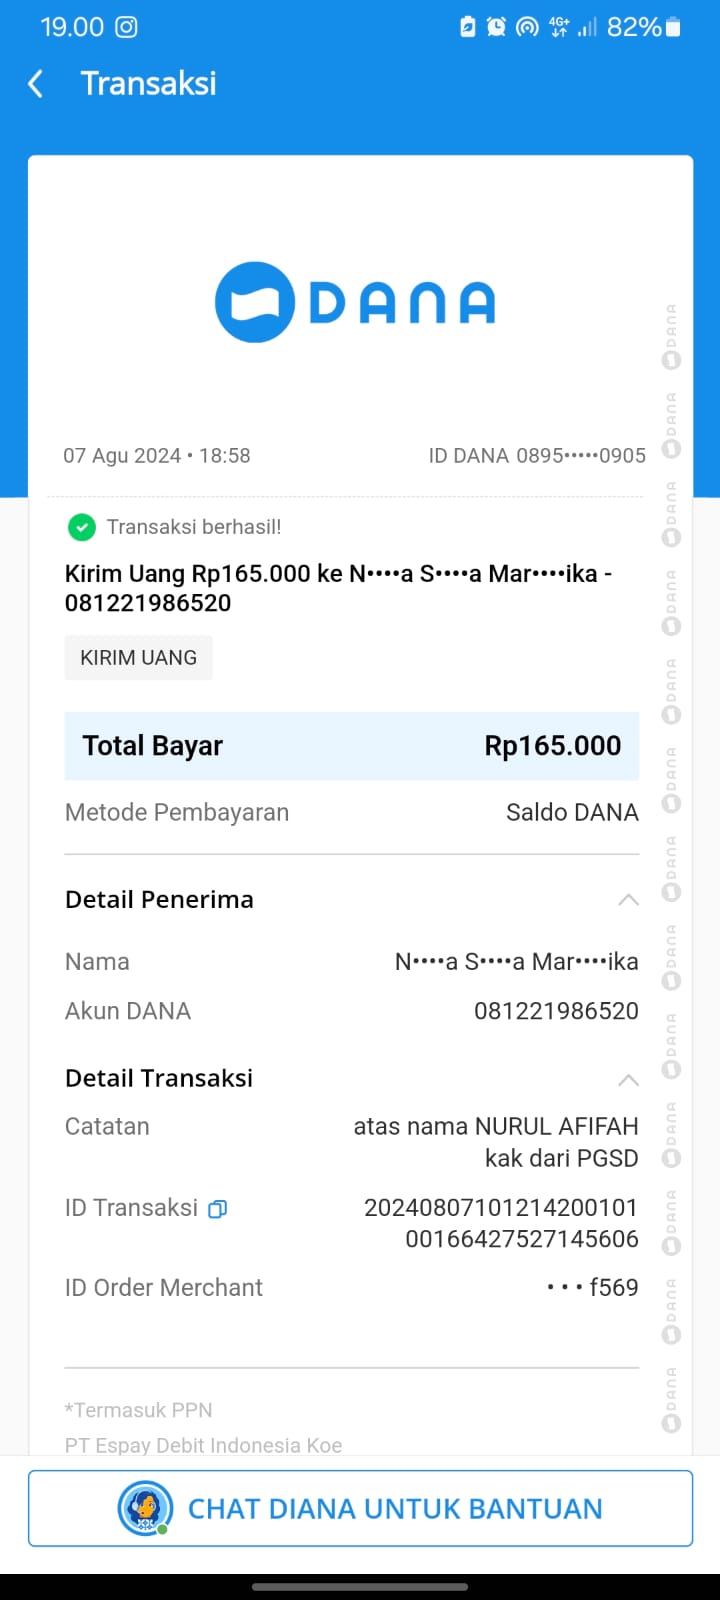 19.00
4G+
82%
Transaksi
DANA
07 Agu 2024 • 18:58
ID DANA 0895•••••0905
Transaksi berhasil!
Kirim Uang Rp165.000 ke N••••a S••••a Mar••••ika -
081221986520
KIRIM UANG
Total Bayar
Rp165.000
Metode Pembayaran
Saldo DANA
Detail Penerima
Nama
N••••a S••••a Mar••••ika
Akun DANA
081221986520
Detail Transaksi
Catatan
atas nama NURUL AFIFAH
kak dari PGSD
ID Transaksi
20240807101214200101
00166427527145606
ID Order Merchant
• • • f569
*Termasuk PPN
PT Espay Debit Indonesia Koe
CHAT DIANA UNTUK BANTUAN
DANA
DANA
DANA
DANA
DANA
DANA
DANA
DANA
DANA
DANA
DANA
DANA
DANA